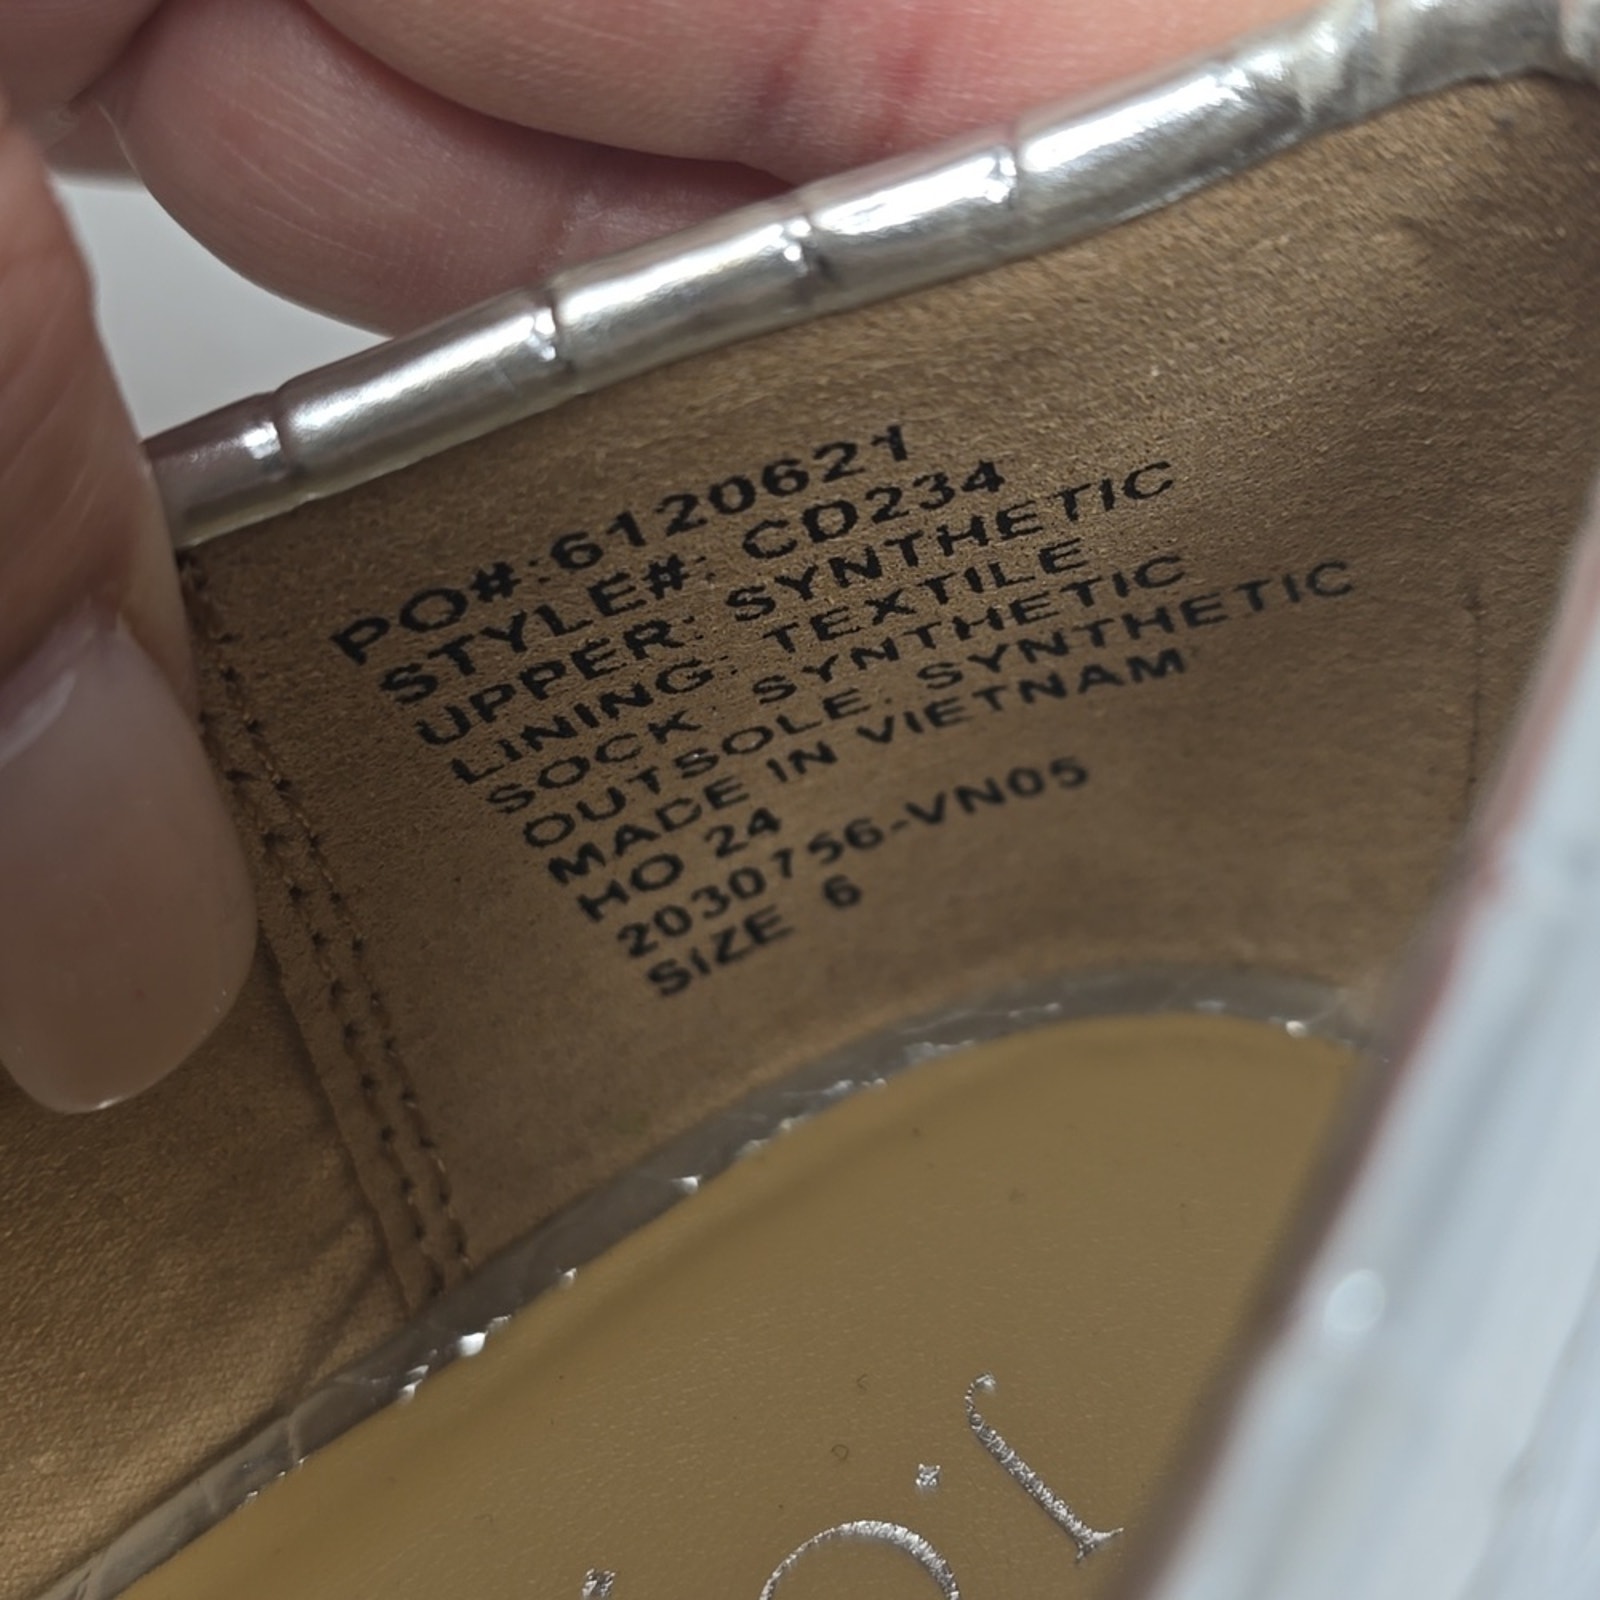 PO#:6120621
STYLE#: CD234
UPPER: SYNTHETIC
LINING: TEXTILE
SOCK: SYNTHETIC
OUTSOLE: SYNTHETIC
MADE IN VIETNAM
HO 24
2030756-VN05
SIZE 6
J.